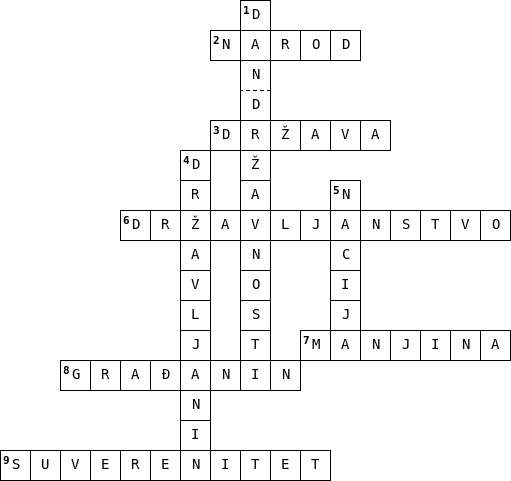 1D
2N A R O D
N
D
3D R Ž A V A
4D Ž
R A 5N
6D R Ž A V L J A N S T V O
A N C
V O I
L S J
J T 7M A N J I N A
8G R A Đ A N I N
N
I
9S U V E R E N I T E T